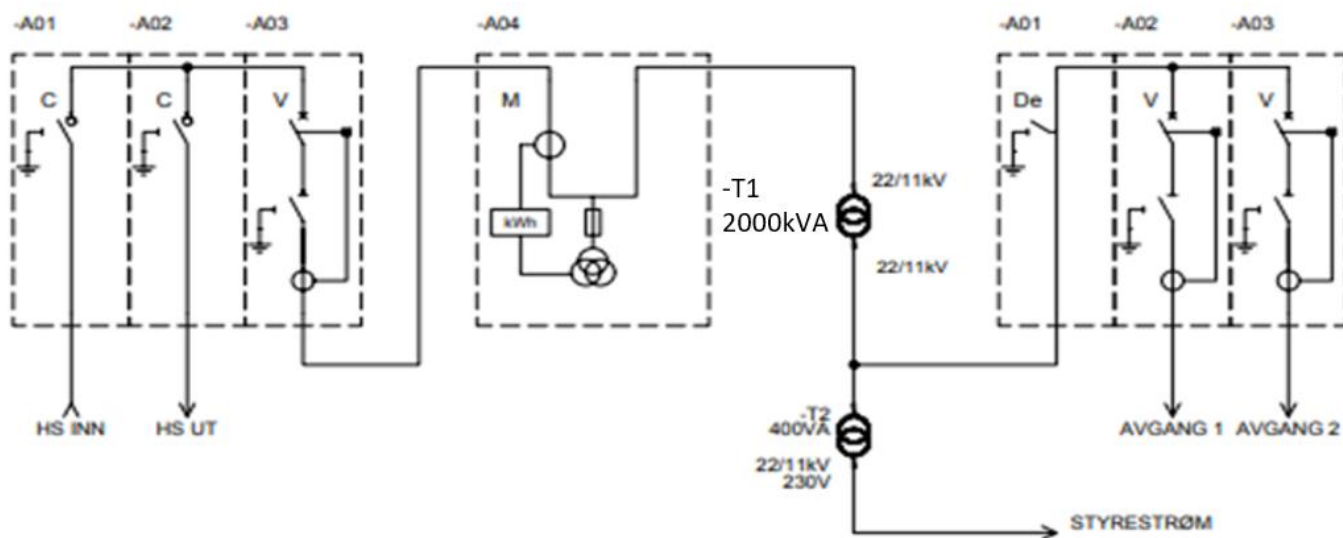 -A01
-A02
-A03
-A04
-A01
-A02
-A03
C
C
V
M
De
V
V
kWh
-T1
2000kVA
22/11kV
22/11kV
-T2
400VA
22/11kV
230V
HS INN
HS UT
AVGANG 1
AVGANG 2
STYRESTRØM